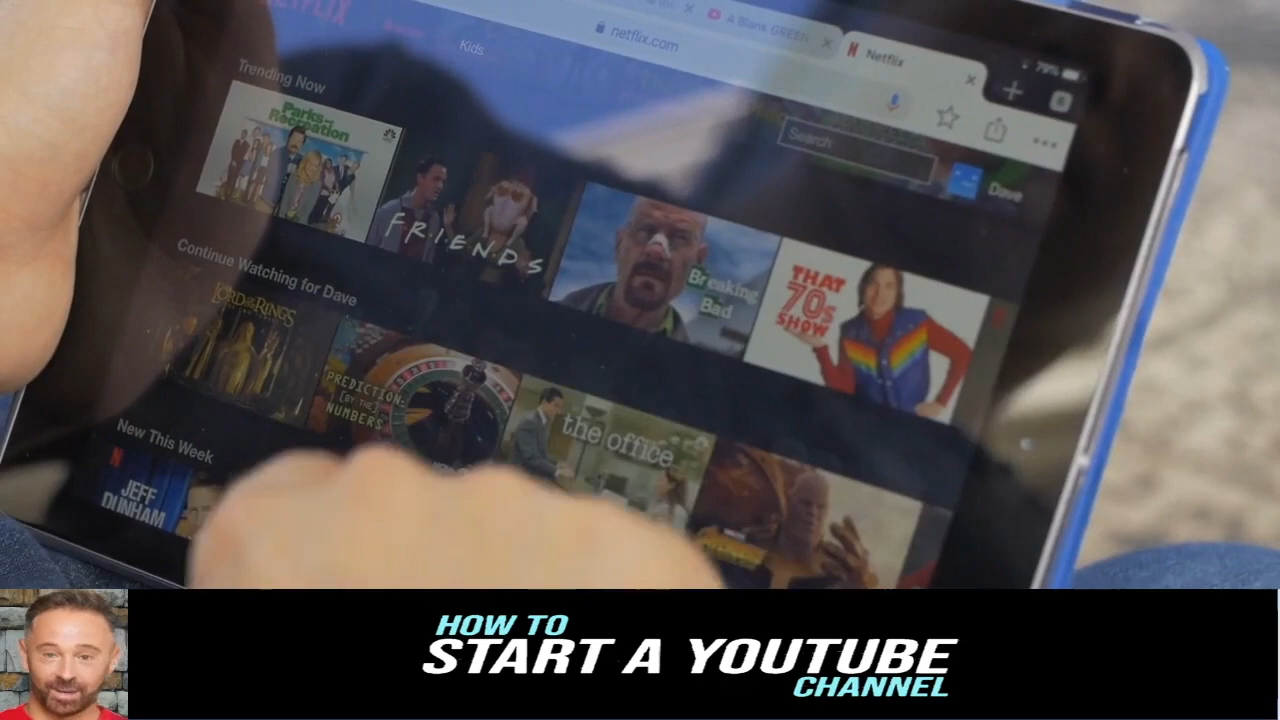 NETFLIX
A Blank GREEN
Netflix
79%
netflix.com
Kids
Search
Dave
Trending Now
Parks and
Recreation
FRIENDS
Breaking
Bad
THAT
70s
SHOW
Continue Watching for Dave
LORD OF THE RINGS
PREDICTION
[BY THE]
NUMBERS
the office
New This Week
JEFF
DUNHAM
HOW TO
START A YOUTUBE
CHANNEL